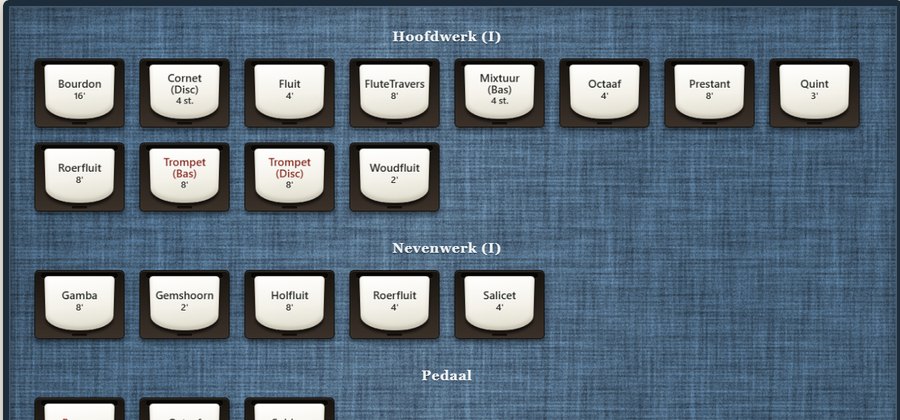 Hoofdwerk (I)
Bourdon
16'
Cornet
(Disc)
4 st.
Fluit
4'
FluteTravers
8'
Mixtuur
(Bas)
4 st.
Octaaf
4'
Prestant
8'
Quint
3'
Roerfluit
8'
Trompet
(Bas)
8'
Trompet
(Disc)
8'
Woudfluit
2'
Nevenwerk (I)
Gamba
8'
Gemshoorn
2'
Holfluit
8'
Roerfluit
4'
Salicet
4'
Pedaal